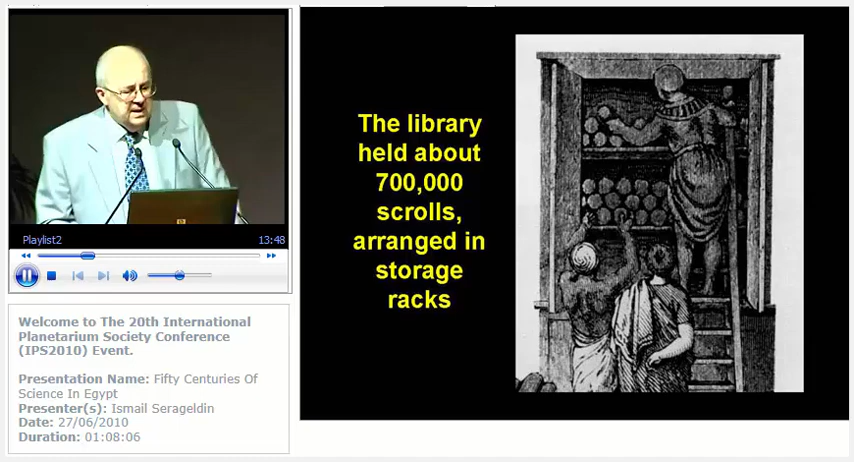 Playlist2
13:48
Welcome to The 20th International
Planetarium Society Conference
(IPS2010) Event.
Presentation Name: Fifty Centuries Of
Science In Egypt
Presenter(s): Ismail Serageldin
Date: 27/06/2010
Duration: 01:08:06
The library
held about
700,000
scrolls,
arranged in
storage
racks